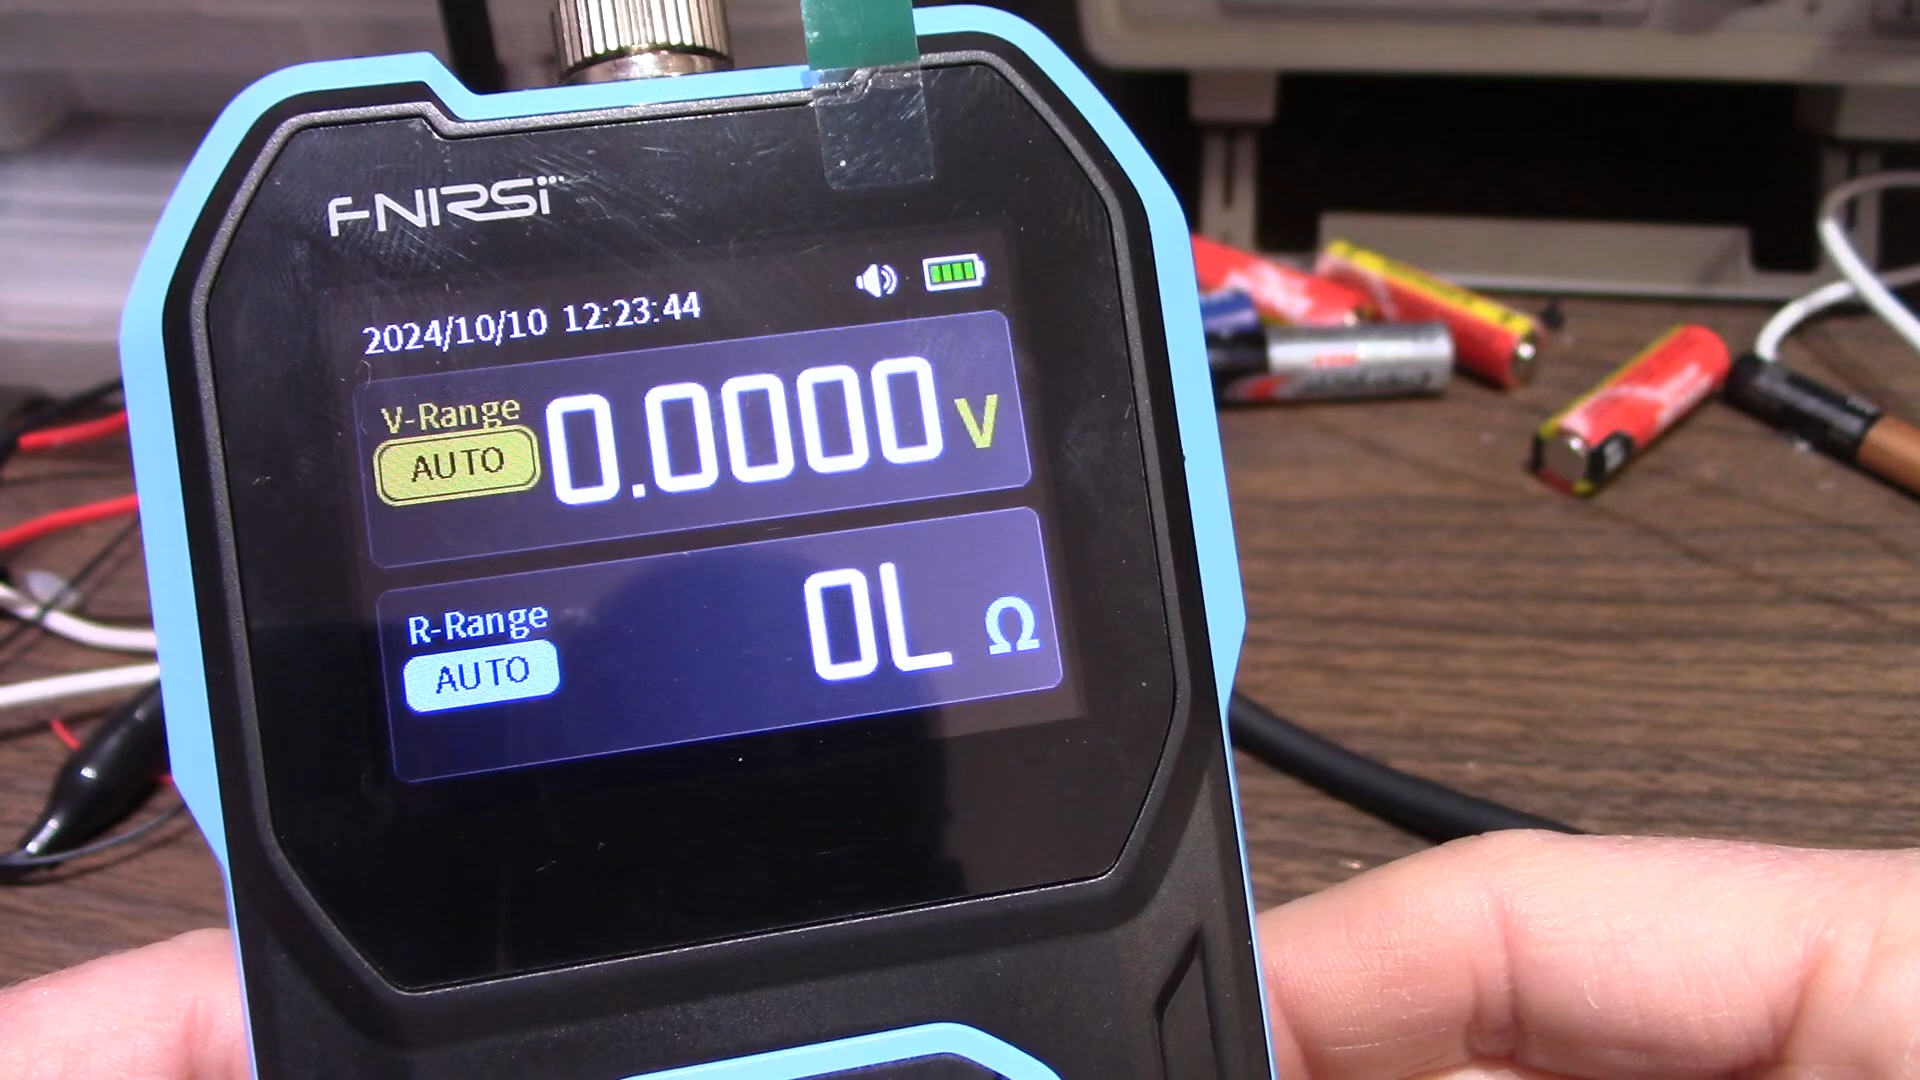 FNIRSI
2024/10/10 12:23:44
V-Range
AUTO
0.0000 V
R-Range
AUTO
0L Ω